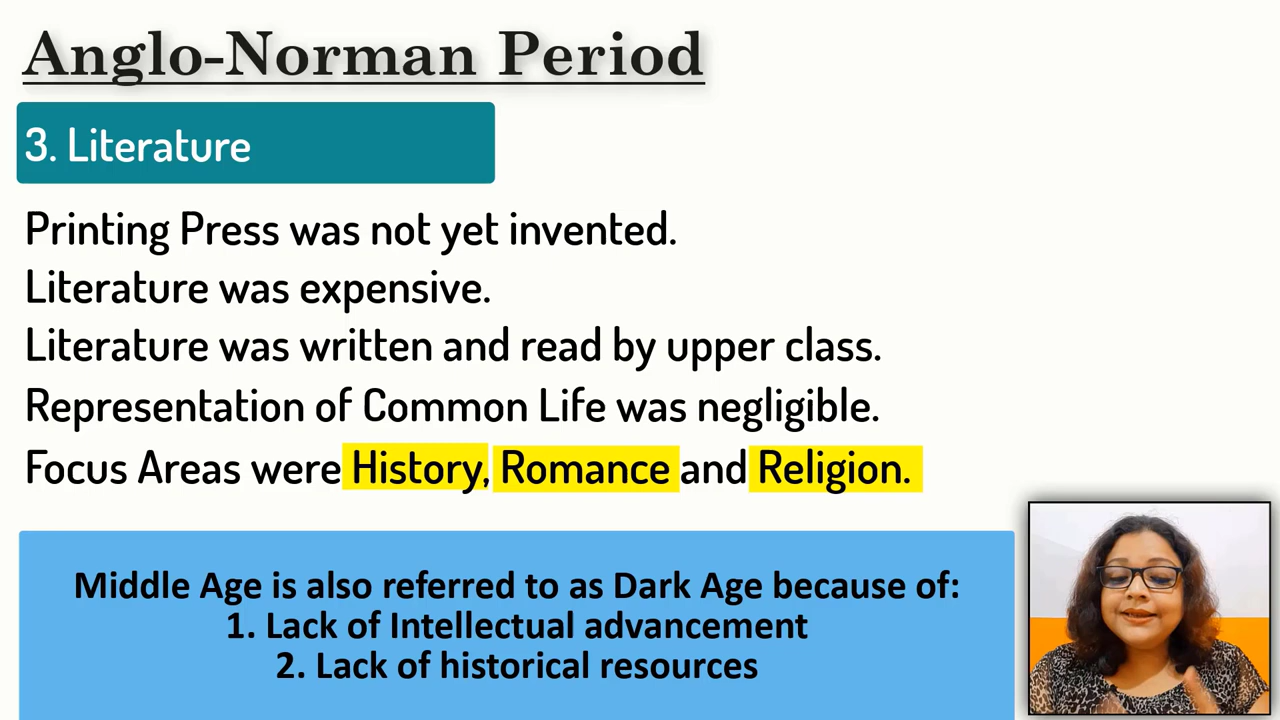 Anglo-Norman Period
3. Literature
Printing Press was not yet invented.
Literature was expensive.
Literature was written and read by upper class.
Representation of Common Life was negligible.
Focus Areas were History, Romance and Religion.
Middle Age is also referred to as Dark Age because of:
1. Lack of Intellectual advancement
2. Lack of historical resources